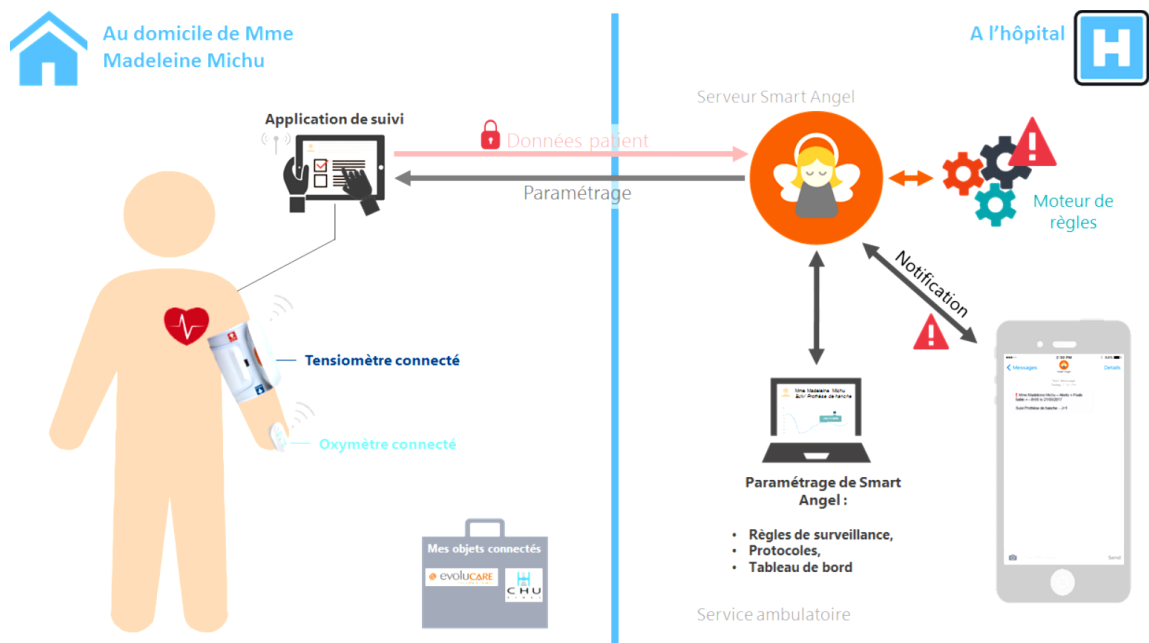 Au domicile de Mme
Madeleine Michu
A l'hôpital
H
Serveur Smart Angel
Application de suivi
Données patient
Paramétrage
Moteur de
règles
Notification
Tensiomètre connecté
Oxymètre connecté
Mme Madeleine Michu
Suivi Prothèse de hanche
Messages
Details
Send
Paramétrage de Smart
Angel :
• Règles de surveillance,
• Protocoles,
• Tableau de bord
Mes objets connectés
evolucare
CHU
Service ambulatoire